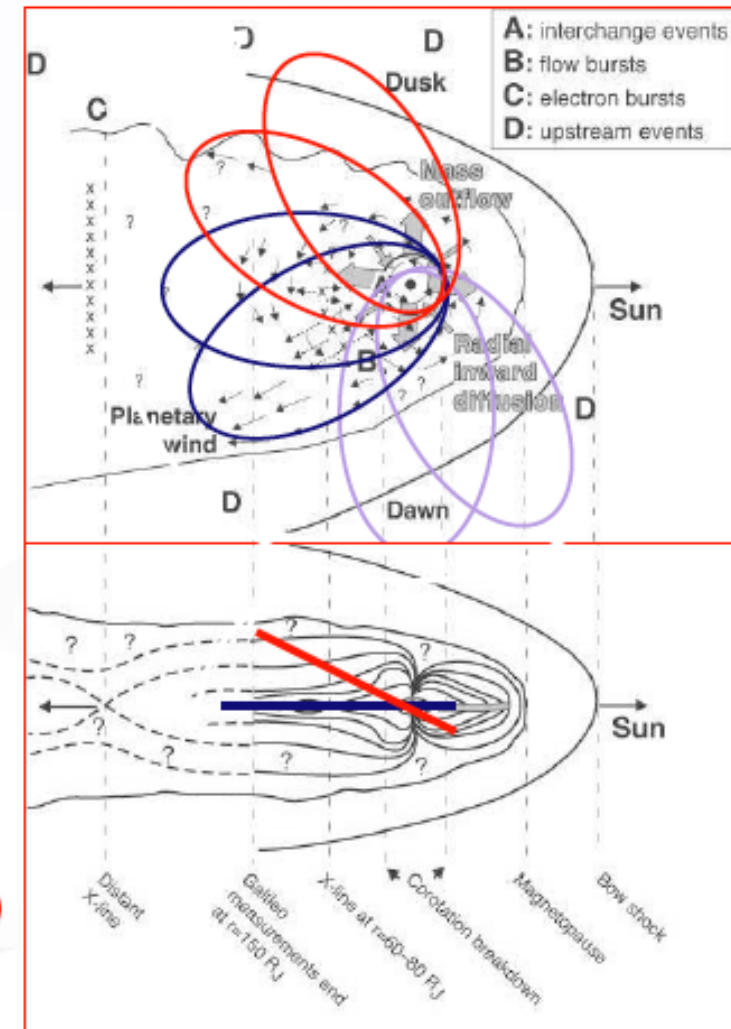 D
D
D
Dusk
A: interchange events
B: flow bursts
C: electron bursts
D: upstream events
C
Mass
outflow
?
?
?
x
x
x
x
x
x
x
x
x
x
x
Sun
B
Radial
inward
diffusion
?
?
?
?
Planetary
wind
D
D
Dawn
?
?
?
?
Sun
?
?
?
?
Distant
X-line
Galileo
measurements end
at r=150 RJ
X-line at r=60–80 RJ
Corotation breakdown
Magnetopause
Bow shock